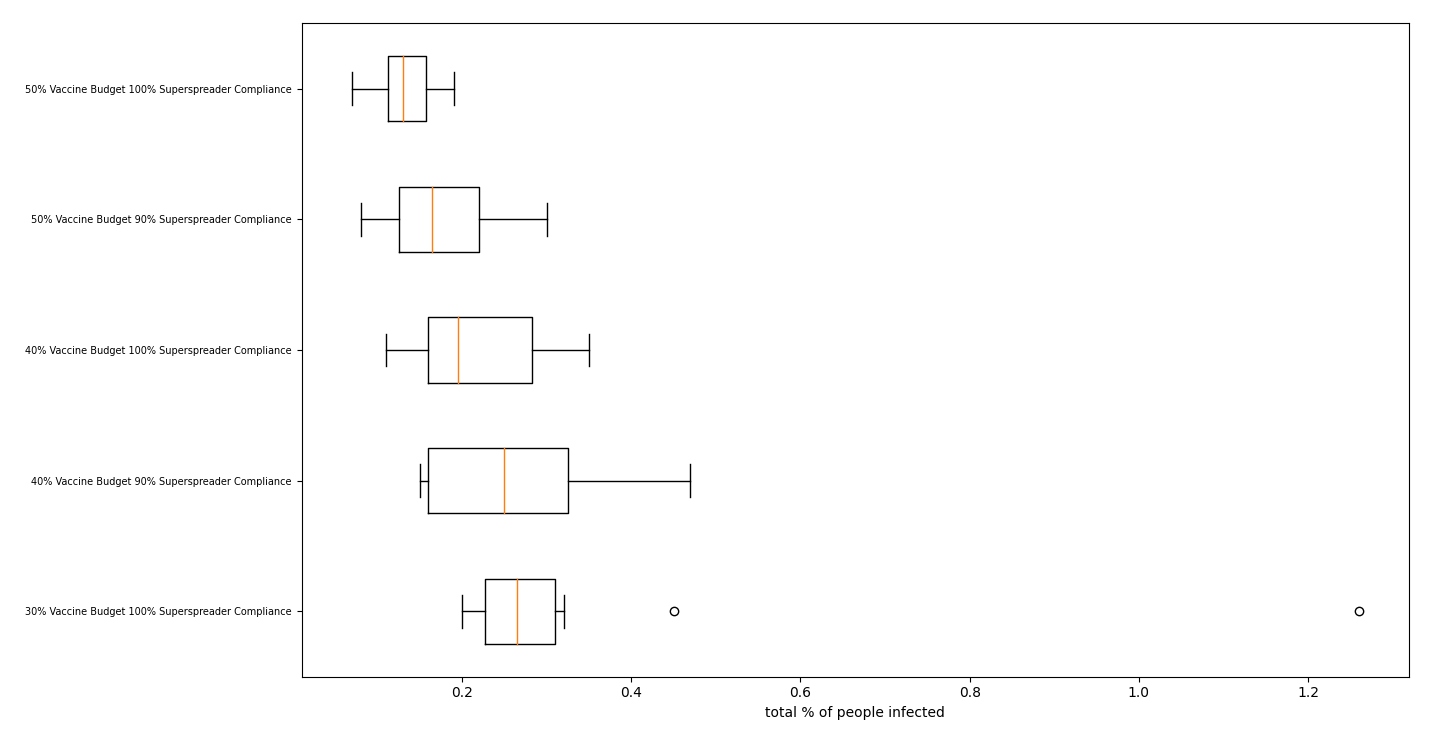 50% Vaccine Budget 100% Superspreader Compliance
50% Vaccine Budget 90% Superspreader Compliance
40% Vaccine Budget 100% Superspreader Compliance
40% Vaccine Budget 90% Superspreader Compliance
30% Vaccine Budget 100% Superspreader Compliance
0.2 0.4 0.6 0.8 1.0 1.2
total % of people infected